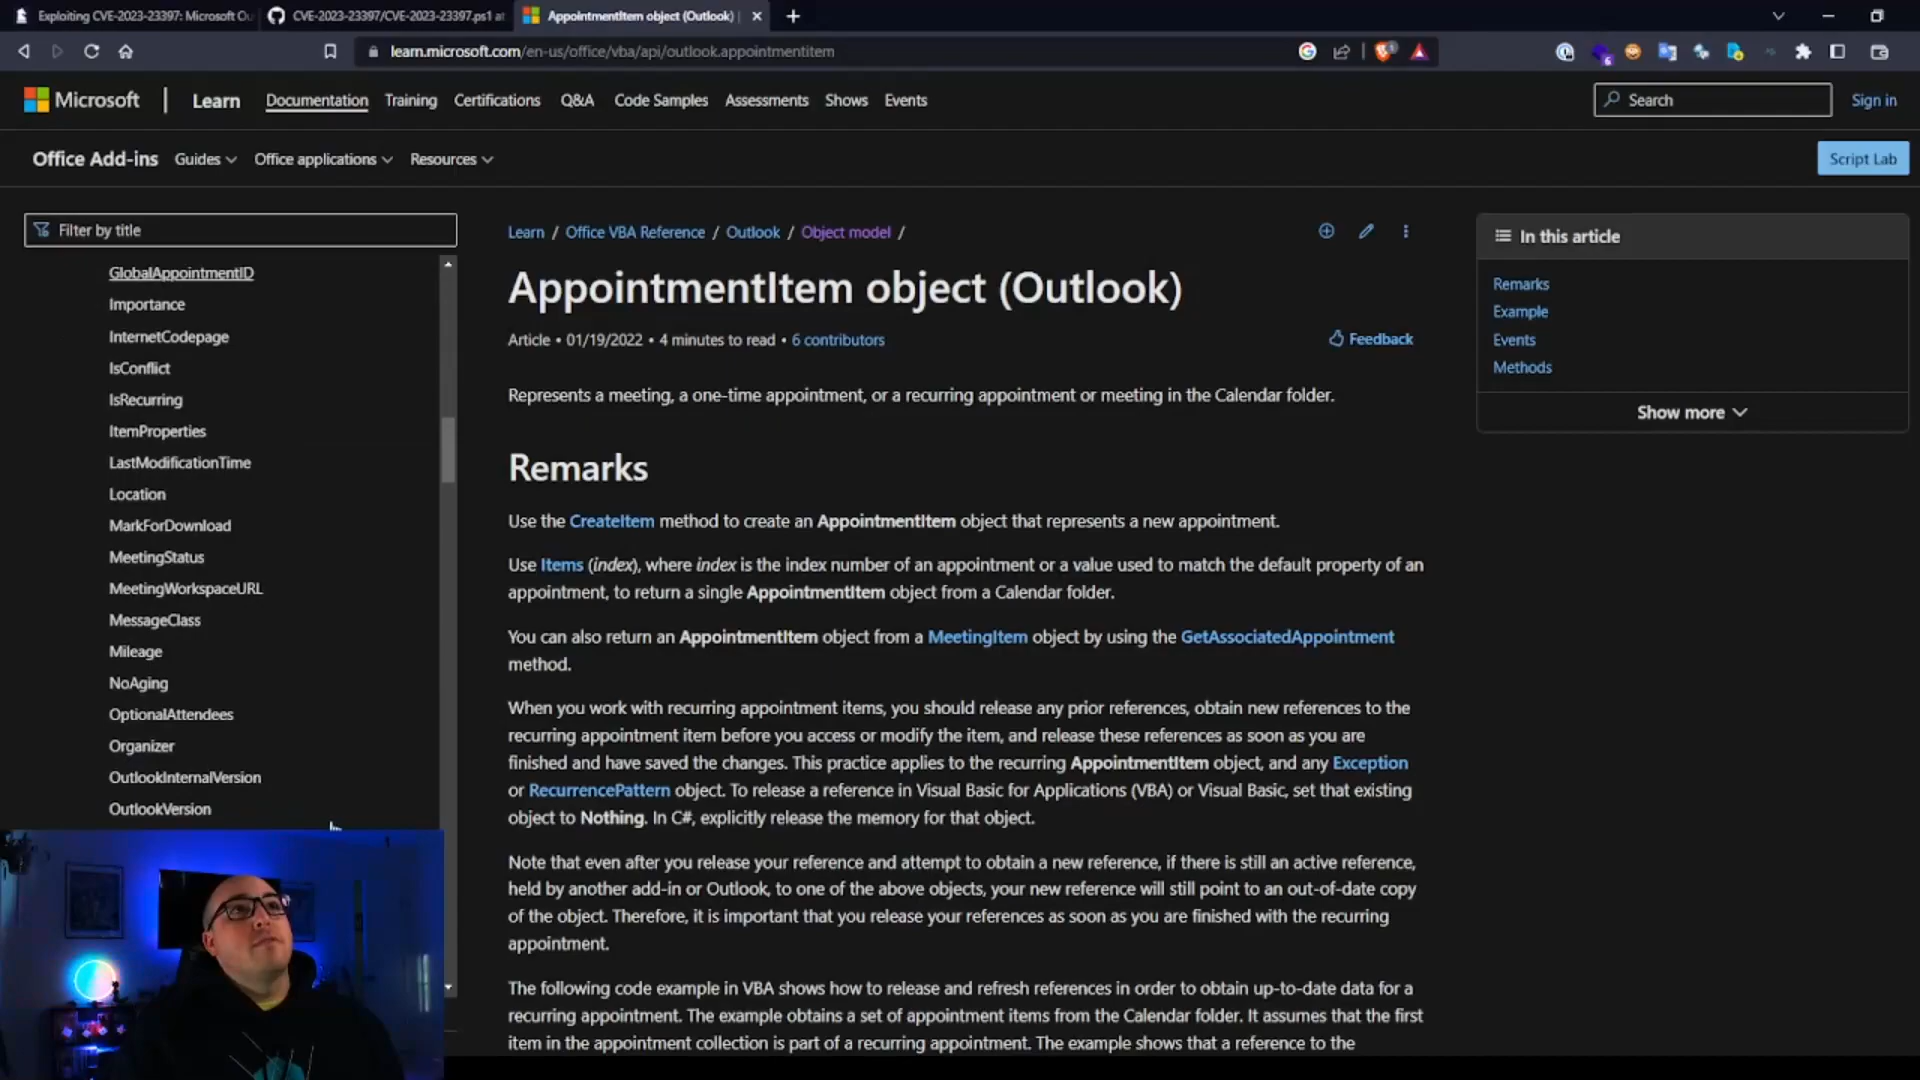 Exploiting CVE-2023-23397: Microsoft Ou
CVE-2023-23397/CVE-2023-23397.ps1 at
AppointmentItem object (Outlook) |
learn.microsoft.com/en-us/office/vba/api/outlook.appointmentitem
Microsoft
Learn
Documentation
Training
Certifications
Q&A
Code Samples
Assessments
Shows
Events
Search
Sign in
Office Add-ins
Guides
Office applications
Resources
Script Lab
Filter by title
GlobalAppointmentID
Importance
InternetCodepage
IsConflict
IsRecurring
ItemProperties
LastModificationTime
Location
MarkForDownload
MeetingStatus
MeetingWorkspaceURL
MessageClass
Mileage
NoAging
OptionalAttendees
Organizer
OutlookInternalVersion
OutlookVersion
Learn / Office VBA Reference / Outlook / Object model /
AppointmentItem object (Outlook)
Article • 01/19/2022 • 4 minutes to read • 6 contributors
Feedback
Represents a meeting, a one-time appointment, or a recurring appointment or meeting in the Calendar folder.
Remarks
Use the CreateItem method to create an AppointmentItem object that represents a new appointment.
Use Items (index), where index is the index number of an appointment or a value used to match the default property of an
appointment, to return a single AppointmentItem object from a Calendar folder.
You can also return an AppointmentItem object from a MeetingItem object by using the GetAssociatedAppointment
method.
When you work with recurring appointment items, you should release any prior references, obtain new references to the
recurring appointment item before you access or modify the item, and release these references as soon as you are
finished and have saved the changes. This practice applies to the recurring AppointmentItem object, and any Exception
or RecurrencePattern object. To release a reference in Visual Basic for Applications (VBA) or Visual Basic, set that existing
object to Nothing. In C#, explicitly release the memory for that object.
Note that even after you release your reference and attempt to obtain a new reference, if there is still an active reference,
held by another add-in or Outlook, to one of the above objects, your new reference will still point to an out-of-date copy
of the object. Therefore, it is important that you release your references as soon as you are finished with the recurring
appointment.
The following code example in VBA shows how to release and refresh references in order to obtain up-to-date data for a
recurring appointment. The example obtains a set of appointment items from the Calendar folder. It assumes that the first
item in the appointment collection is part of a recurring appointment. The example shows that a reference to the
In this article
Remarks
Example
Events
Methods
Show more